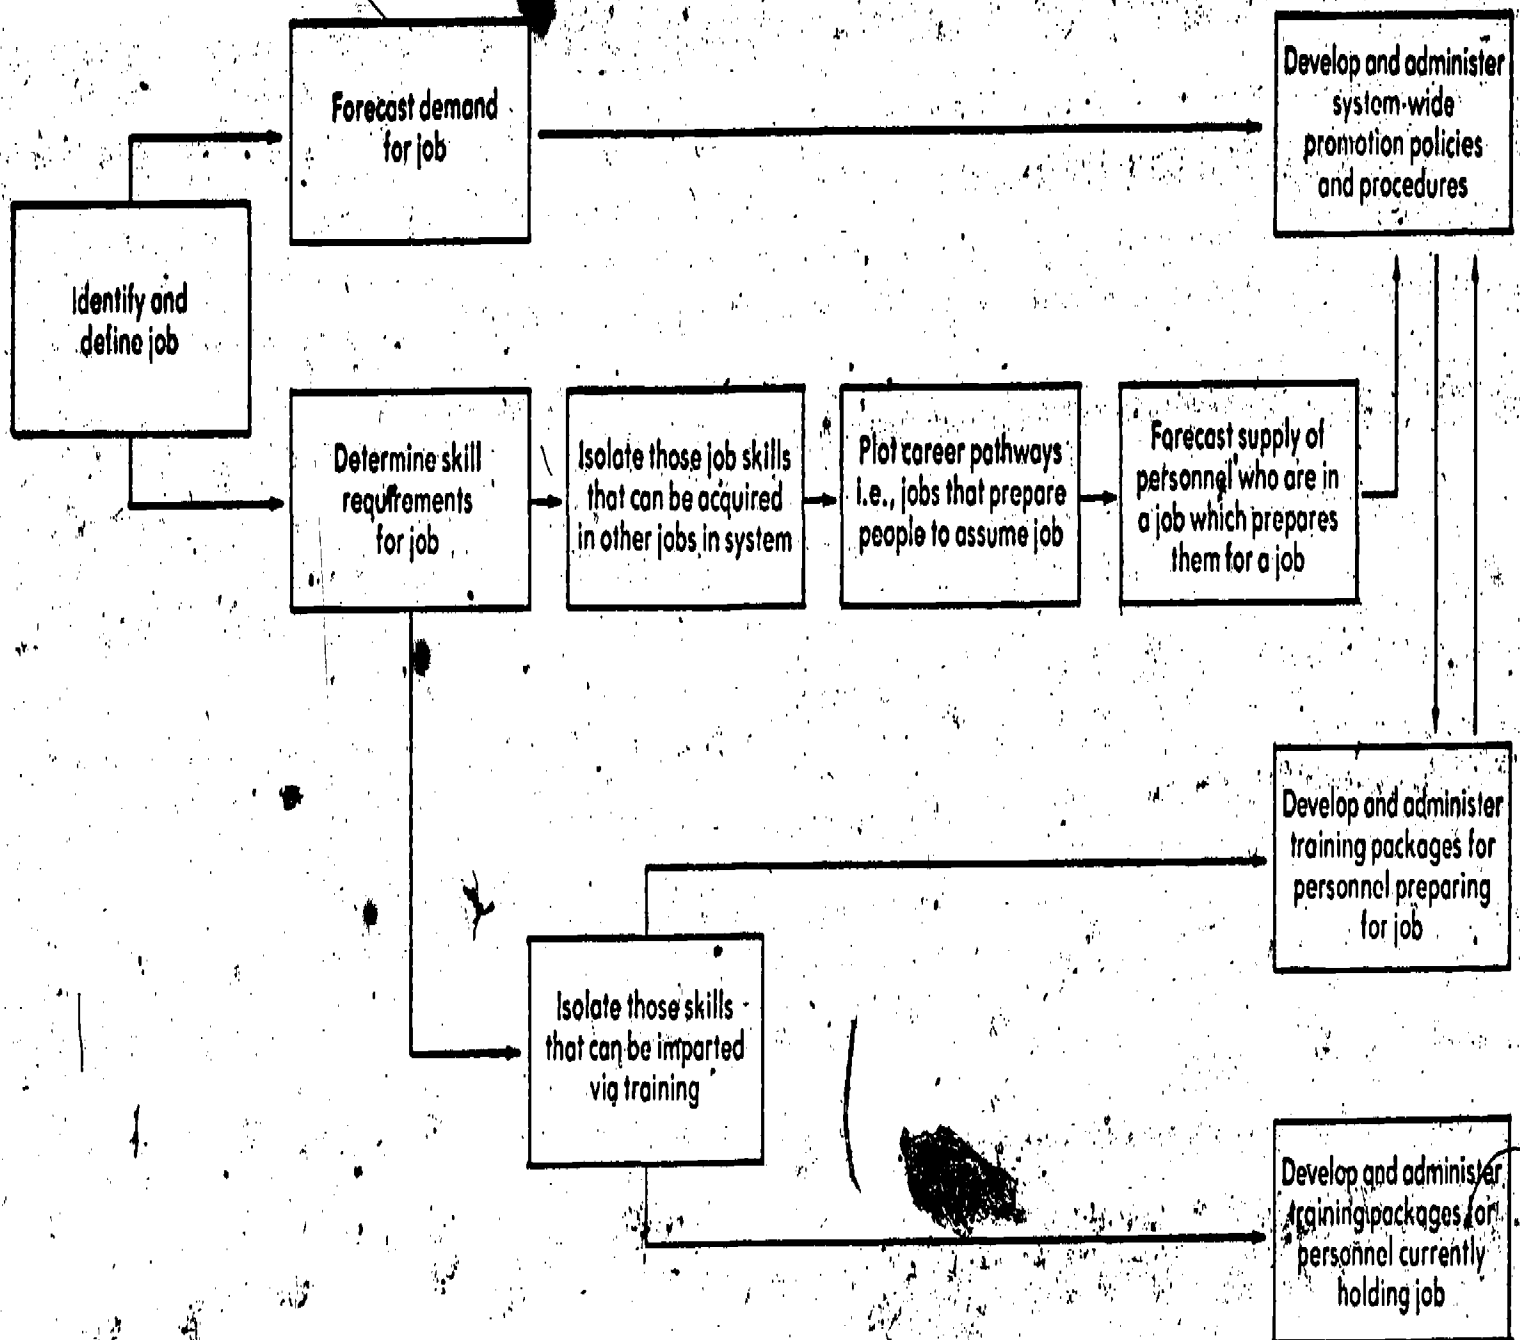 Forecast demand
for job
Develop and administer
system-wide
promotion policies
and procedures
Identify and
define job
Determine skill
requirements
for job
Isolate those job skills
that can be acquired
in other jobs in system
Plot career pathways
i.e., jobs that prepare
people to assume job
Forecast supply of
personnel who are in
a job which prepares
them for a job
Develop and administer
training packages for
personnel preparing
for job
Isolate those skills
that can be imparted
via training
Develop and administer
training packages for
personnel currently
holding job